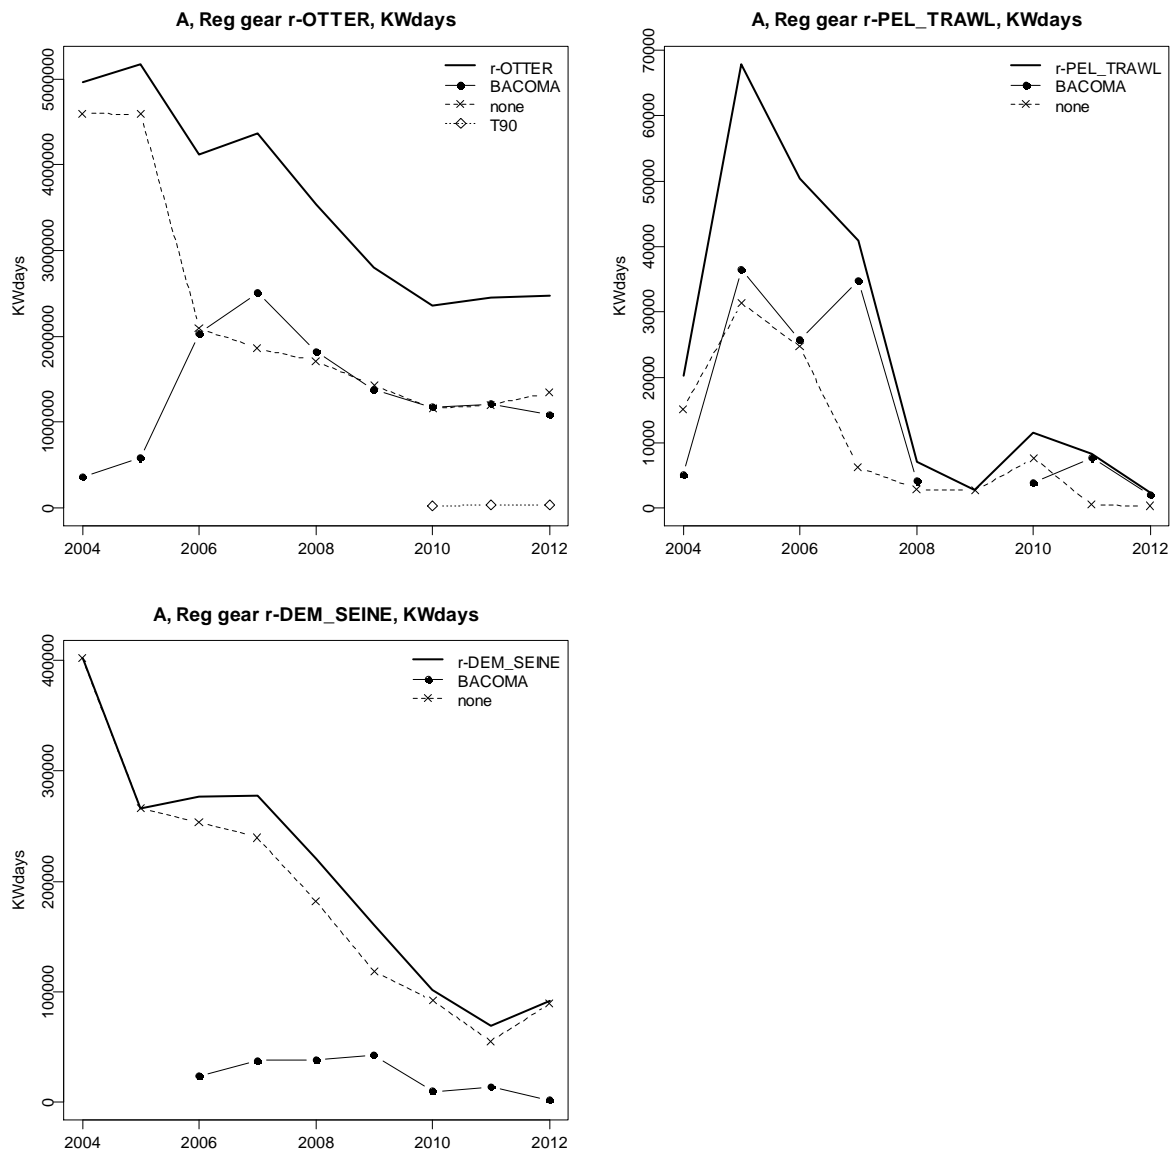 A, Reg gear r-OTTER, KWdays
r-OTTER
BACOMA
none
T90
KWdays
5000000
4000000
3000000
2000000
1000000
0
2004 2006 2008 2010 2012
A, Reg gear r-PEL_TRAWL, KWdays
r-PEL_TRAWL
BACOMA
none
KWdays
70000
60000
50000
40000
30000
20000
10000
0
2004 2006 2008 2010 2012
A, Reg gear r-DEM_SEINE, KWdays
r-DEM_SEINE
BACOMA
none
KWdays
400000
300000
200000
100000
0
2004 2006 2008 2010 2012